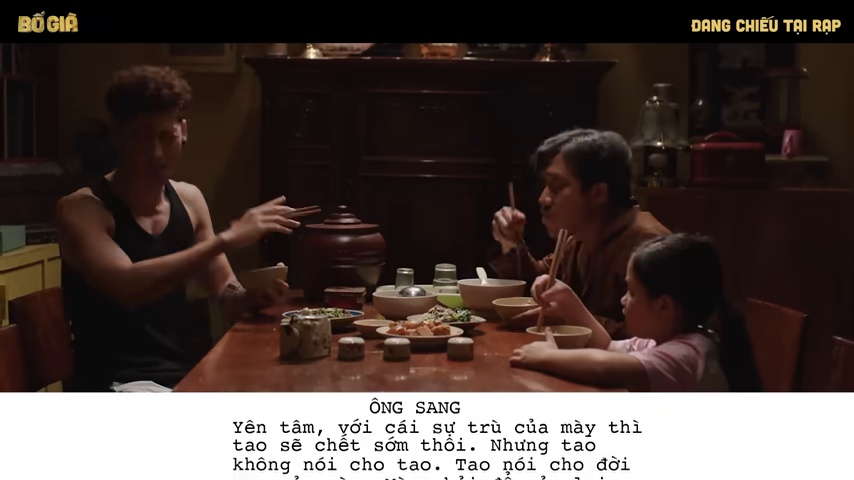 BỐ GIÀ
ĐANG CHIẾU TẠI RẠP
ÔNG SANG
Yên tâm, với cái sự trù của mày thì
tao sẽ chết sớm thôi. Nhưng tao
không nói cho tao. Tao nói cho đời